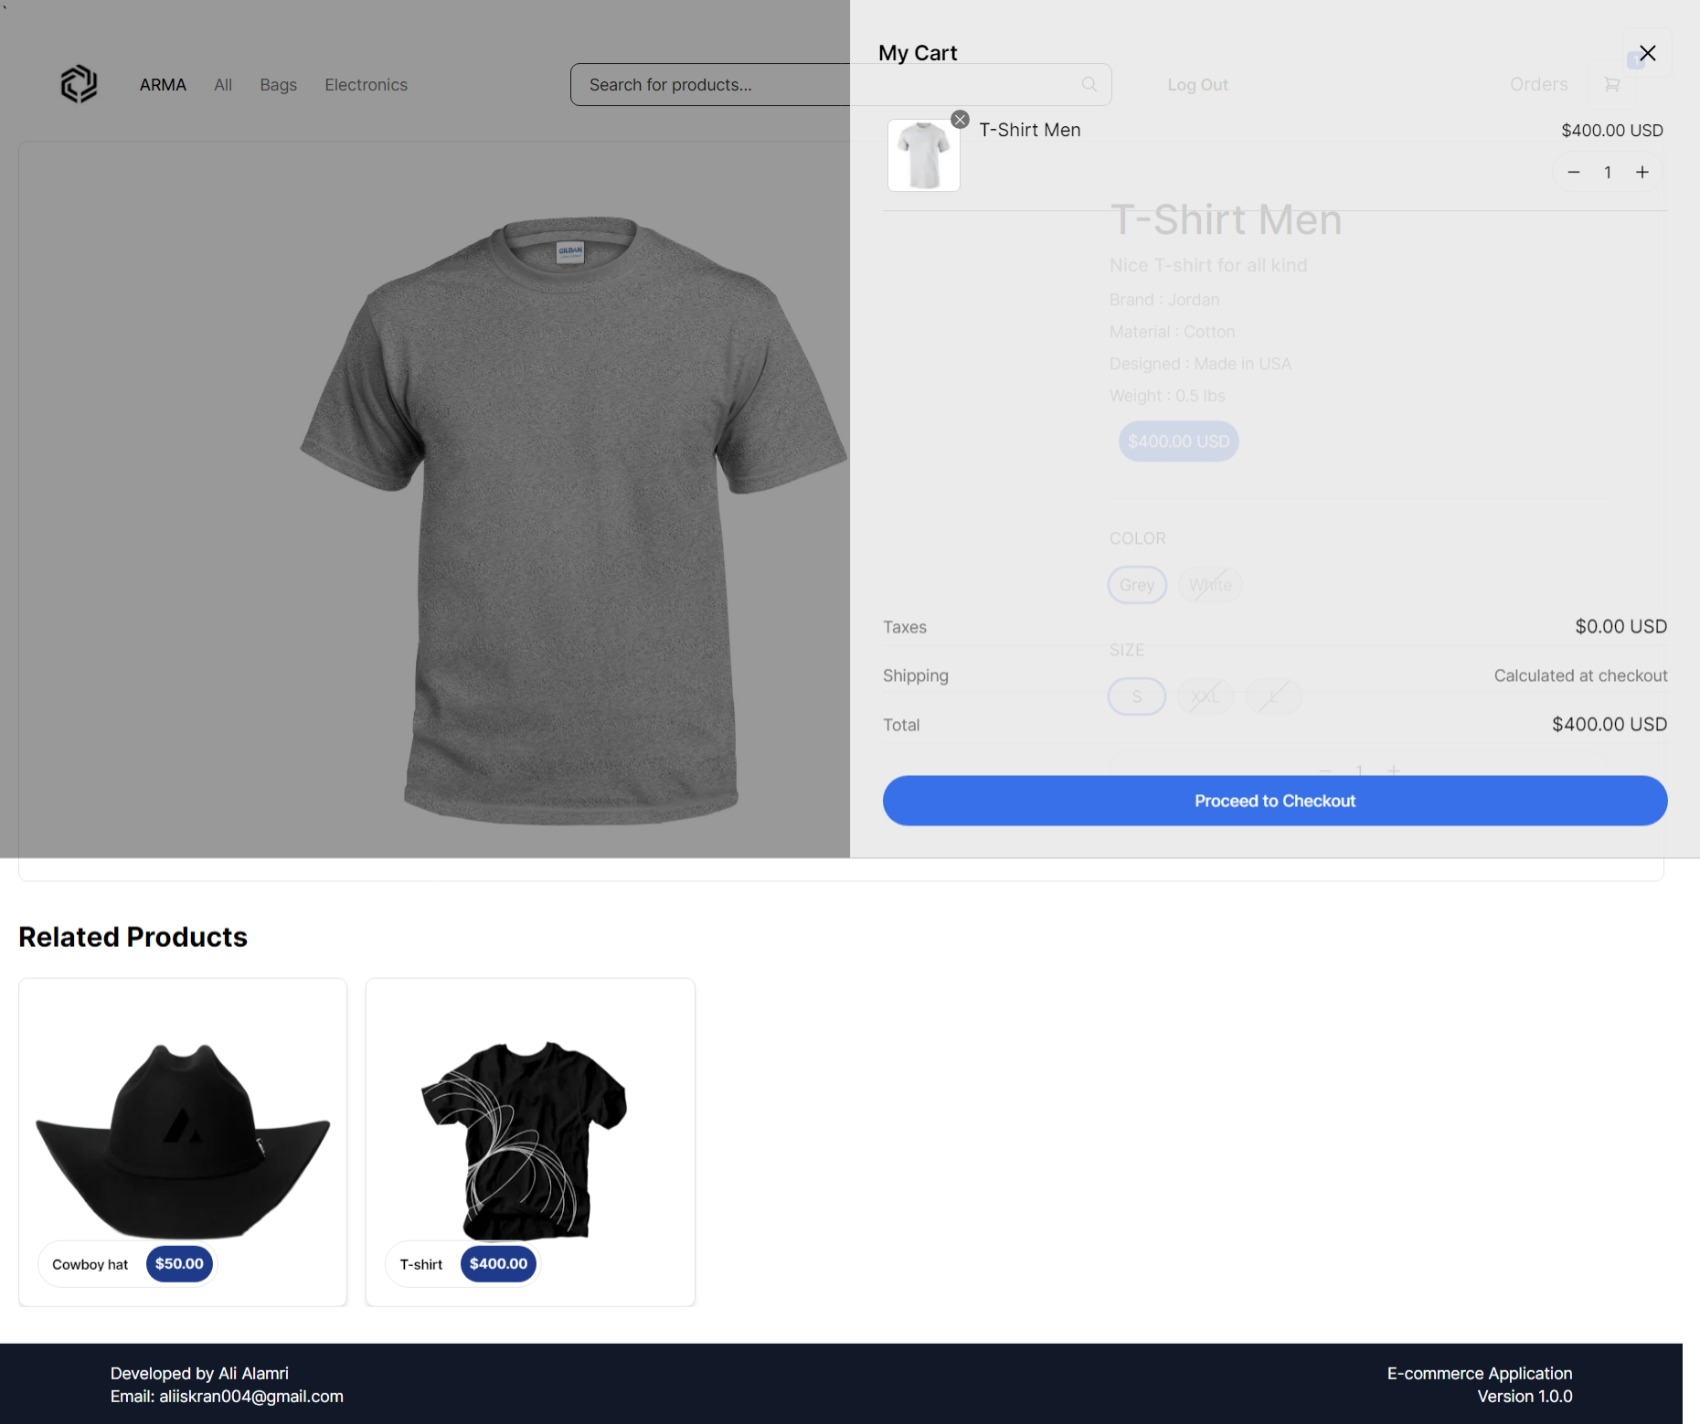 `
ARMA All Bags Electronics
Search for products...
Log Out
Orders
1
My Cart
T-Shirt Men
$400.00 USD
1
GILDAN
T-Shirt Men
Nice T-shirt for all kind
Brand : Jordan
Material : Cotton
Designed : Made in USA
Weight : 0.5 lbs
$400.00 USD
COLOR
Grey White
SIZE
S XXL L
1
Taxes $0.00 USD
Shipping Calculated at checkout
Total $400.00 USD
Proceed to Checkout
Related Products
Cowboy hat $50.00
T-shirt $400.00
Developed by Ali Alamri
Email: aliiskran004@gmail.com
E-commerce Application
Version 1.0.0